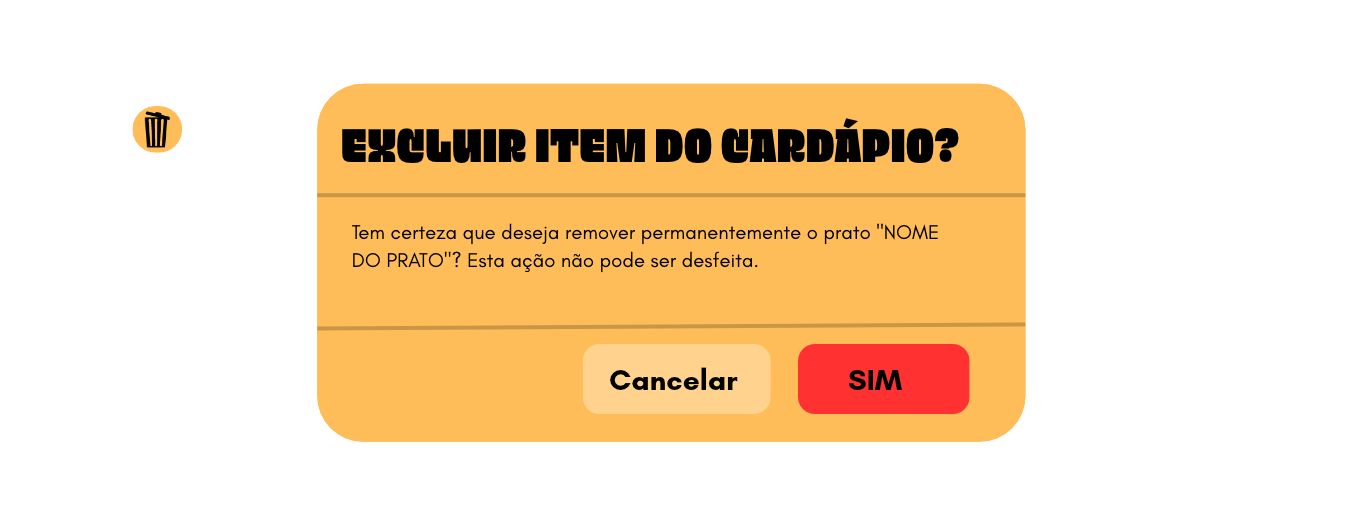 EXCLUIR ITEM DO CARDÁPIO?
Tem certeza que deseja remover permanentemente o prato "NOME
DO PRATO"? Esta ação não pode ser desfeita.
Cancelar
SIM